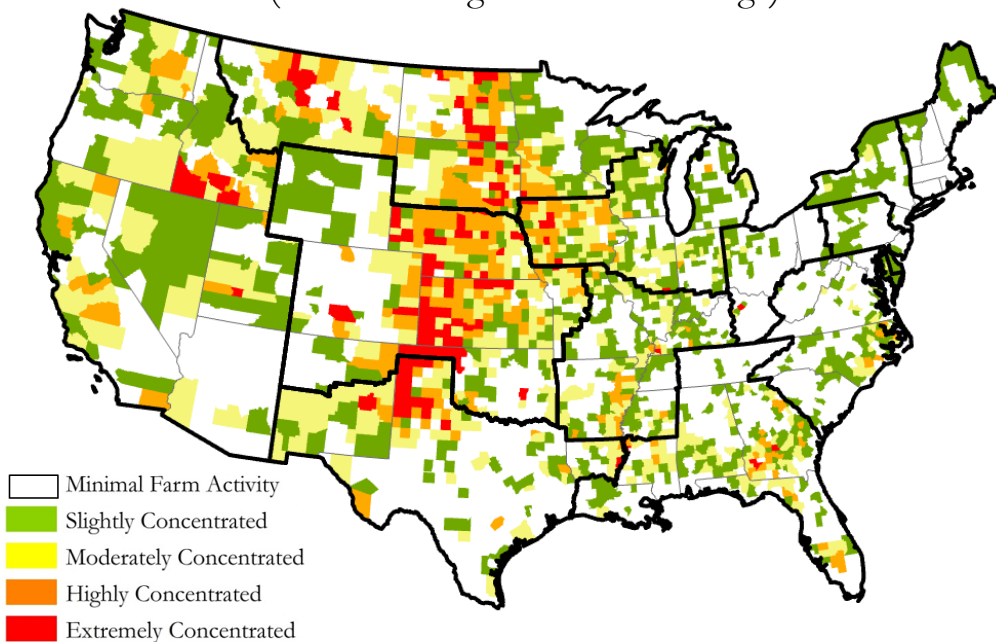 Minimal Farm Activity
Slightly Concentrated
Moderately Concentrated
Highly Concentrated
Extremely Concentrated